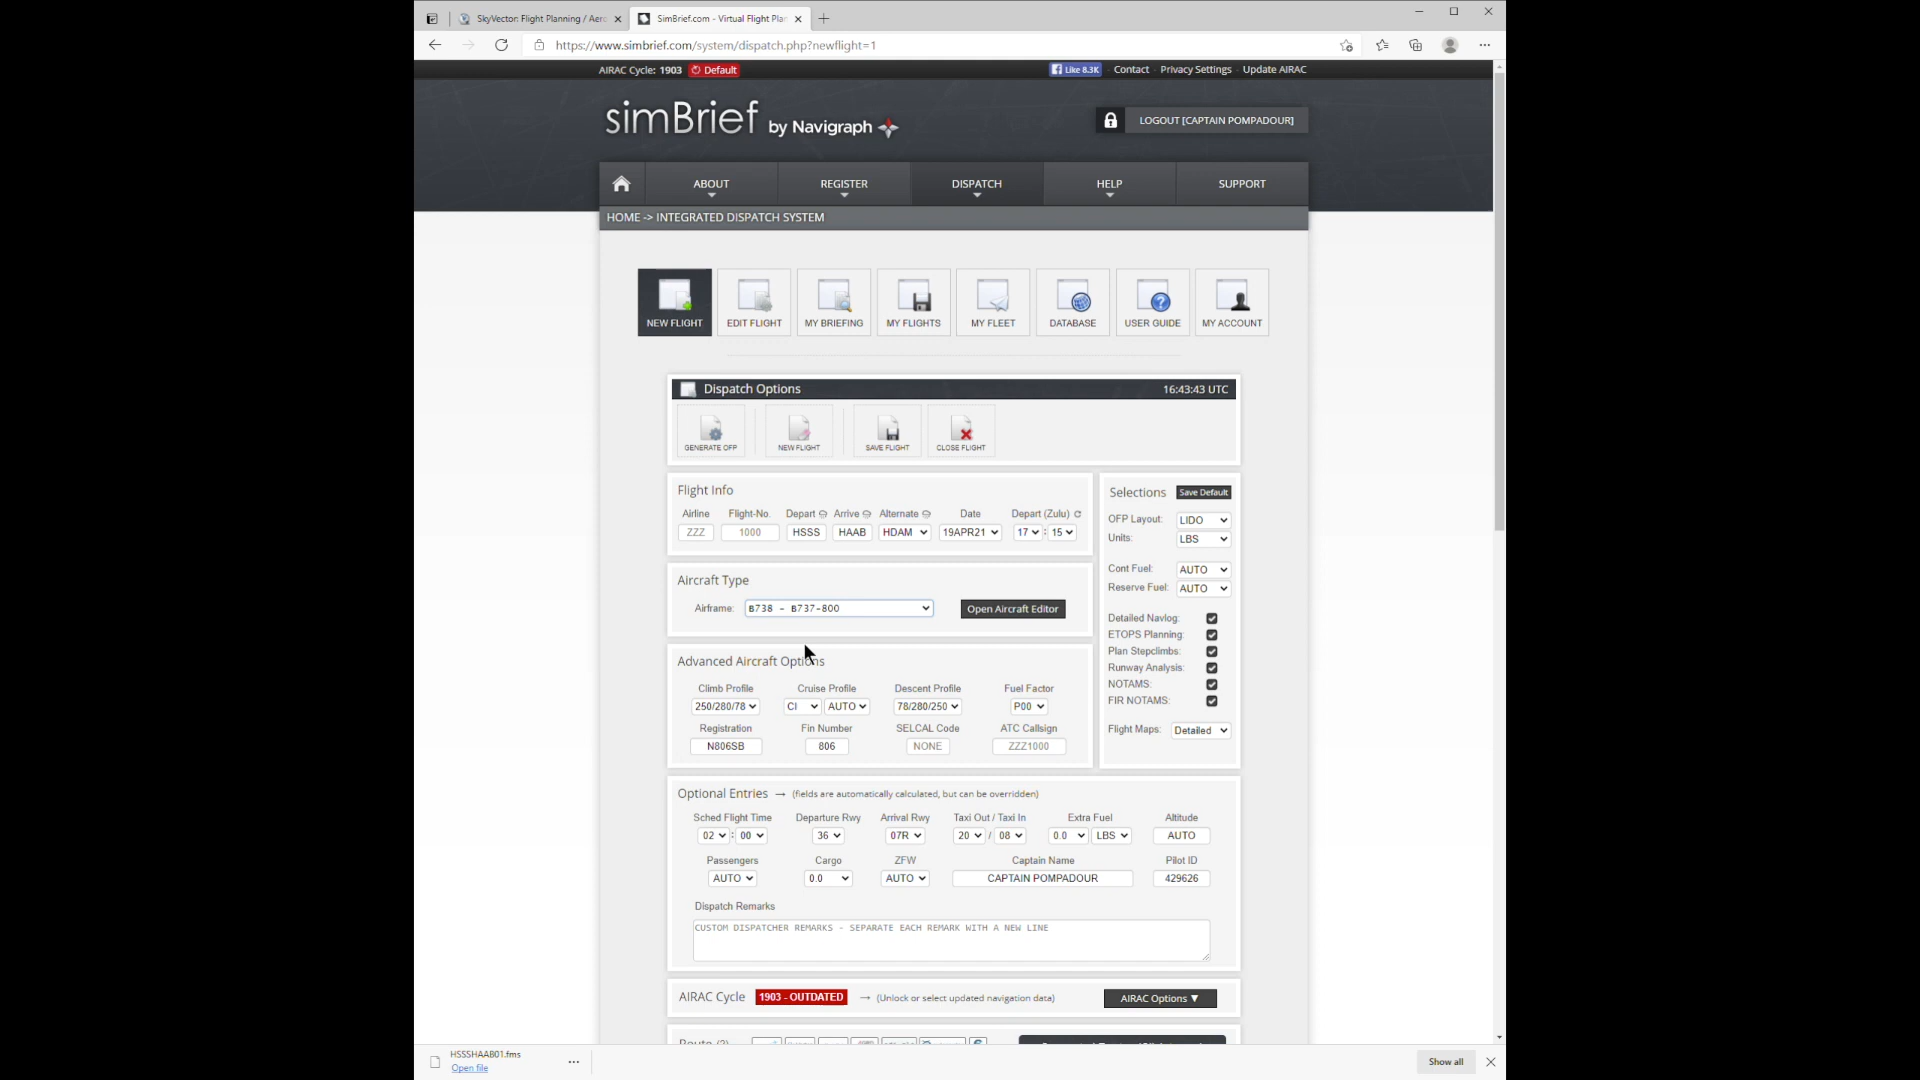 SkyVector: Flight Planning / Aero
SimBrief.com - Virtual Flight Plan
https://www.simbrief.com/system/dispatch.php?newflight=1
AIRAC Cycle: 1903 Default
Like 8.3K Contact Privacy Settings Update AIRAC
simBrief by Navigraph
LOGOUT [CAPTAIN POMPADOUR]
ABOUT REGISTER DISPATCH HELP SUPPORT
HOME -> INTEGRATED DISPATCH SYSTEM
NEW FLIGHT EDIT FLIGHT MY BRIEFING MY FLIGHTS MY FLEET DATABASE USER GUIDE MY ACCOUNT
Dispatch Options 16:43:43 UTC
GENERATE OFP NEW FLIGHT SAVE FLIGHT CLOSE FLIGHT
Flight Info
Airline Flight-No. Depart Arrive Alternate Date Depart (Zulu)
ZZZ 1000 HSSS HAAB HDAM 19APR21 17 : 15
Aircraft Type
Airframe: B738 - B737-800 Open Aircraft Editor
Advanced Aircraft Options
Climb Profile Cruise Profile Descent Profile Fuel Factor
250/280/78 CI AUTO 78/280/250 P00
Registration Fin Number SELCAL Code ATC Callsign
N806SB 806 NONE ZZZ1000
Selections Save Default
OFP Layout: LIDO
Units: LBS
Cont Fuel: AUTO
Reserve Fuel: AUTO
Detailed Navlog:
ETOPS Planning:
Plan Stepclimbs:
Runway Analysis:
NOTAMS:
FIR NOTAMS:
Flight Maps: Detailed
Optional Entries → (fields are automatically calculated, but can be overridden)
Sched Flight Time Departure Rwy Arrival Rwy Taxi Out / Taxi In Extra Fuel Altitude
02 : 00 36 07R 20 / 08 0.0 LBS AUTO
Passengers Cargo ZFW Captain Name Pilot ID
AUTO 0.0 AUTO CAPTAIN POMPADOUR 429626
Dispatch Remarks
CUSTOM DISPATCHER REMARKS - SEPARATE EACH REMARK WITH A NEW LINE
AIRAC Cycle 1903 - OUTDATED → (Unlock or select updated navigation data) AIRAC Options ▼
HSSSHAAB01.fms
Open file
Show all